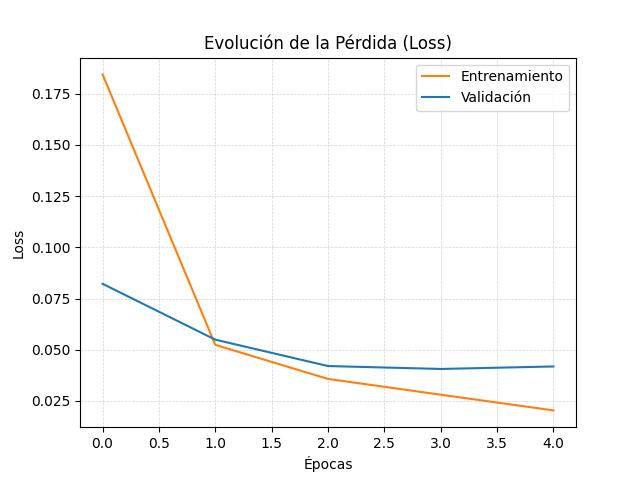 Evolución de la Pérdida (Loss)
Entrenamiento
Validación
0.175
0.150
0.125
0.100
0.075
0.050
0.025
Loss
0.0 0.5 1.0 1.5 2.0 2.5 3.0 3.5 4.0
Épocas